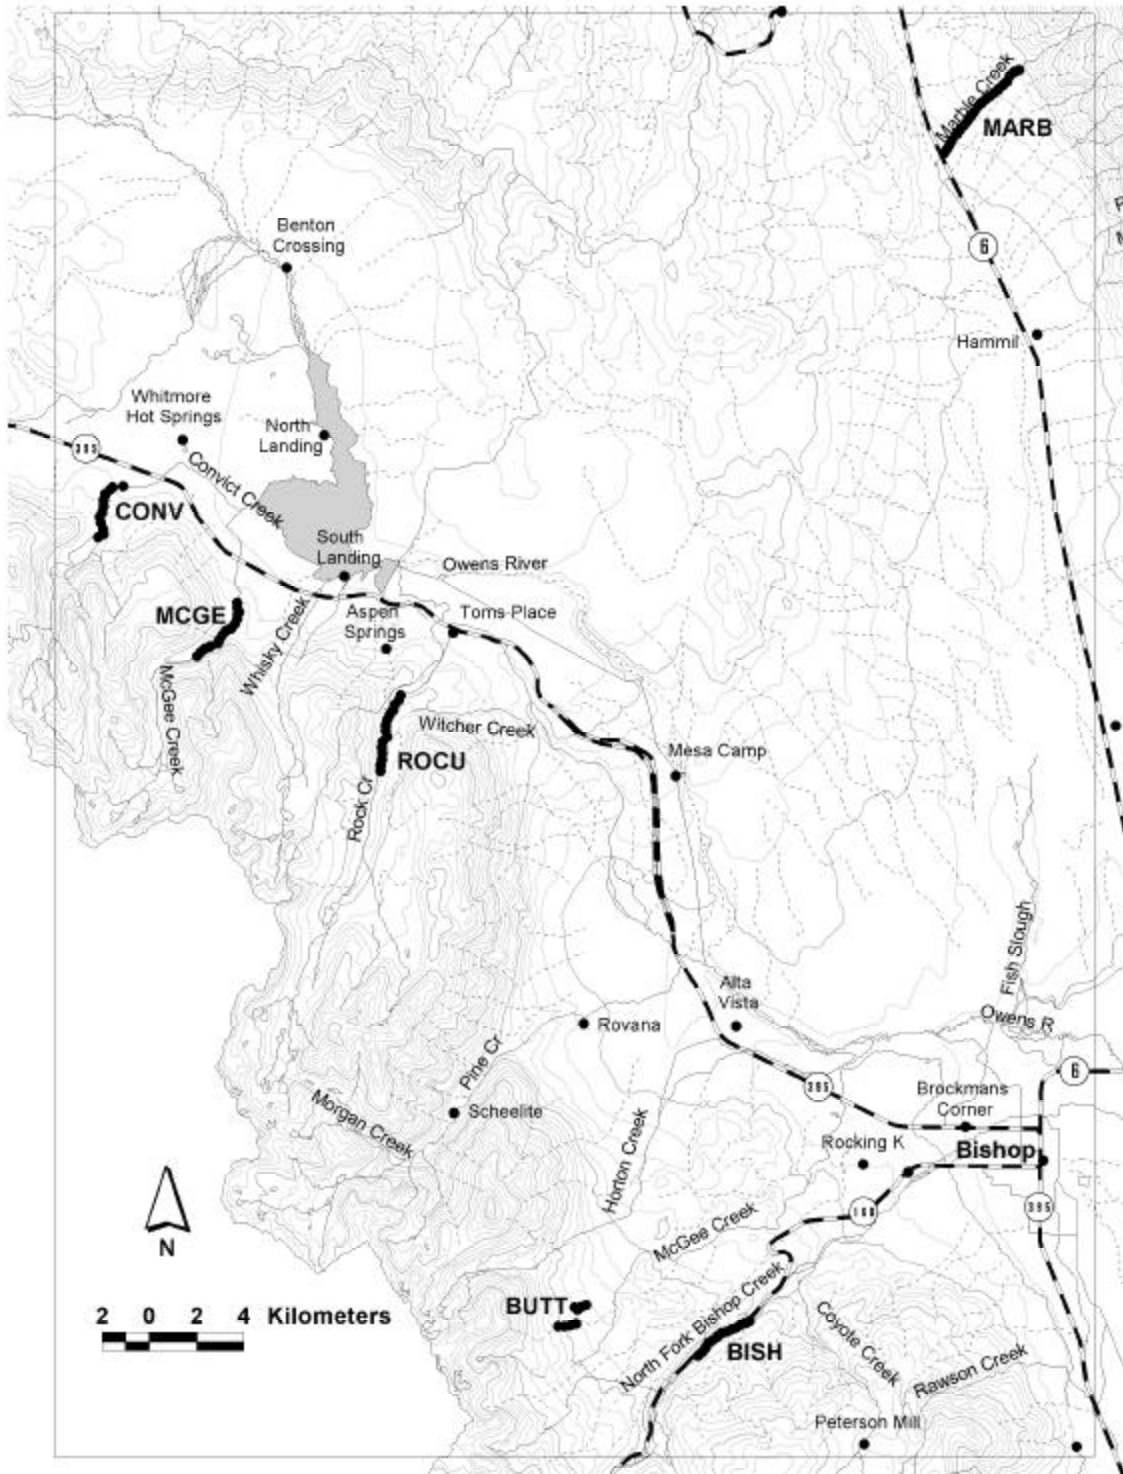 Marble Creek
MARB
6
Benton
Crossing
Hammil
Whitmore
Hot Springs
North
Landing
395
Convict Creek
CONV
South
Landing
Owens River
MCGE
Aspen
Springs
Toms Place
Whisky Creek
McGee Creek
Witcher Creek
ROCU
Mesa Camp
Rock Cr
Fish Slough
Alta
Vista
Owens R
Rovana
Pine Cr
6
395
Brockmans
Corner
Scheelite
Morgan Creek
Horton Creek
Rocking K
Bishop
168
395
McGee Creek
N
BUTT
North Fork Bishop Creek
2 0 2 4 Kilometers
BISH
Coyote Creek
Rawson Creek
Peterson Mill